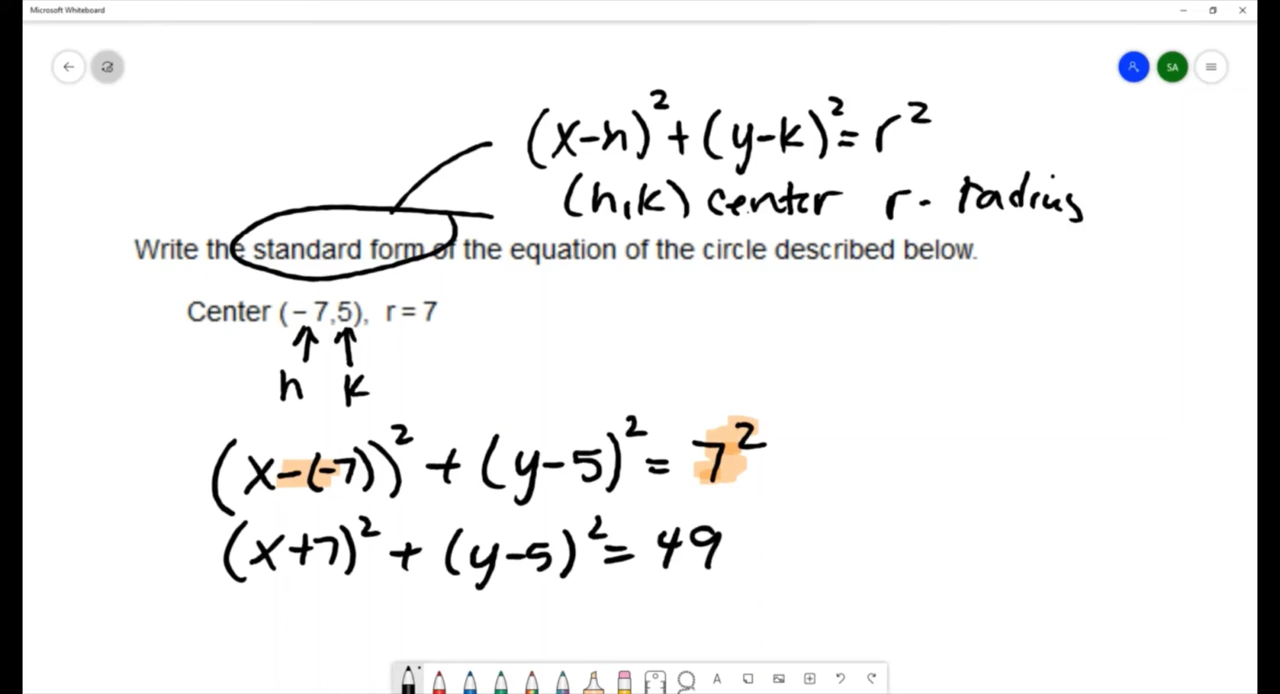 Microsoft Whiteboard
SA
(x-h)²+(y-k)²=r²
(h,k) center r- radius
Write the standard form of the equation of the circle described below.
Center (-7,5), r=7
h k
(x-(-7))²+(y-5)²=7²
(x+7)²+(y-5)²=49
A